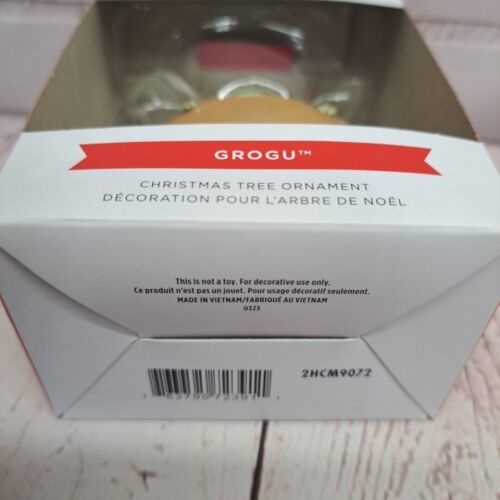 GROGU™
CHRISTMAS TREE ORNAMENT
DÉCORATION POUR L'ARBRE DE NOËL
This is not a toy. For decorative use only.
Ce produit n'est pas un jouet. Pour usage décoratif seulement.
MADE IN VIETNAM/FABRIQUÉ AU VIETNAM
0323
2HCM9072